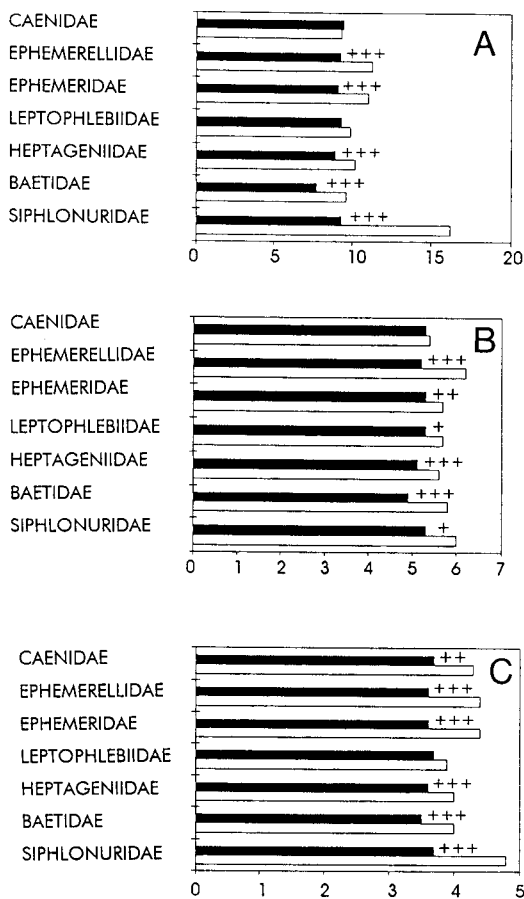 A
CAENIDAE
EPHEMERELLIDAE +++
EPHEMERIDAE +++
LEPTOPHLEBIIDAE
HEPTAGENIIDAE +++
BAETIDAE +++
SIPHLONURIDAE +++
0 5 10 15 20
B
CAENIDAE
EPHEMERELLIDAE +++
EPHEMERIDAE ++
LEPTOPHLEBIIDAE +
HEPTAGENIIDAE +++
BAETIDAE +++
SIPHLONURIDAE +
0 1 2 3 4 5 6 7
C
CAENIDAE ++
EPHEMERELLIDAE +++
EPHEMERIDAE +++
LEPTOPHLEBIIDAE
HEPTAGENIIDAE +++
BAETIDAE +++
SIPHLONURIDAE +++
0 1 2 3 4 5